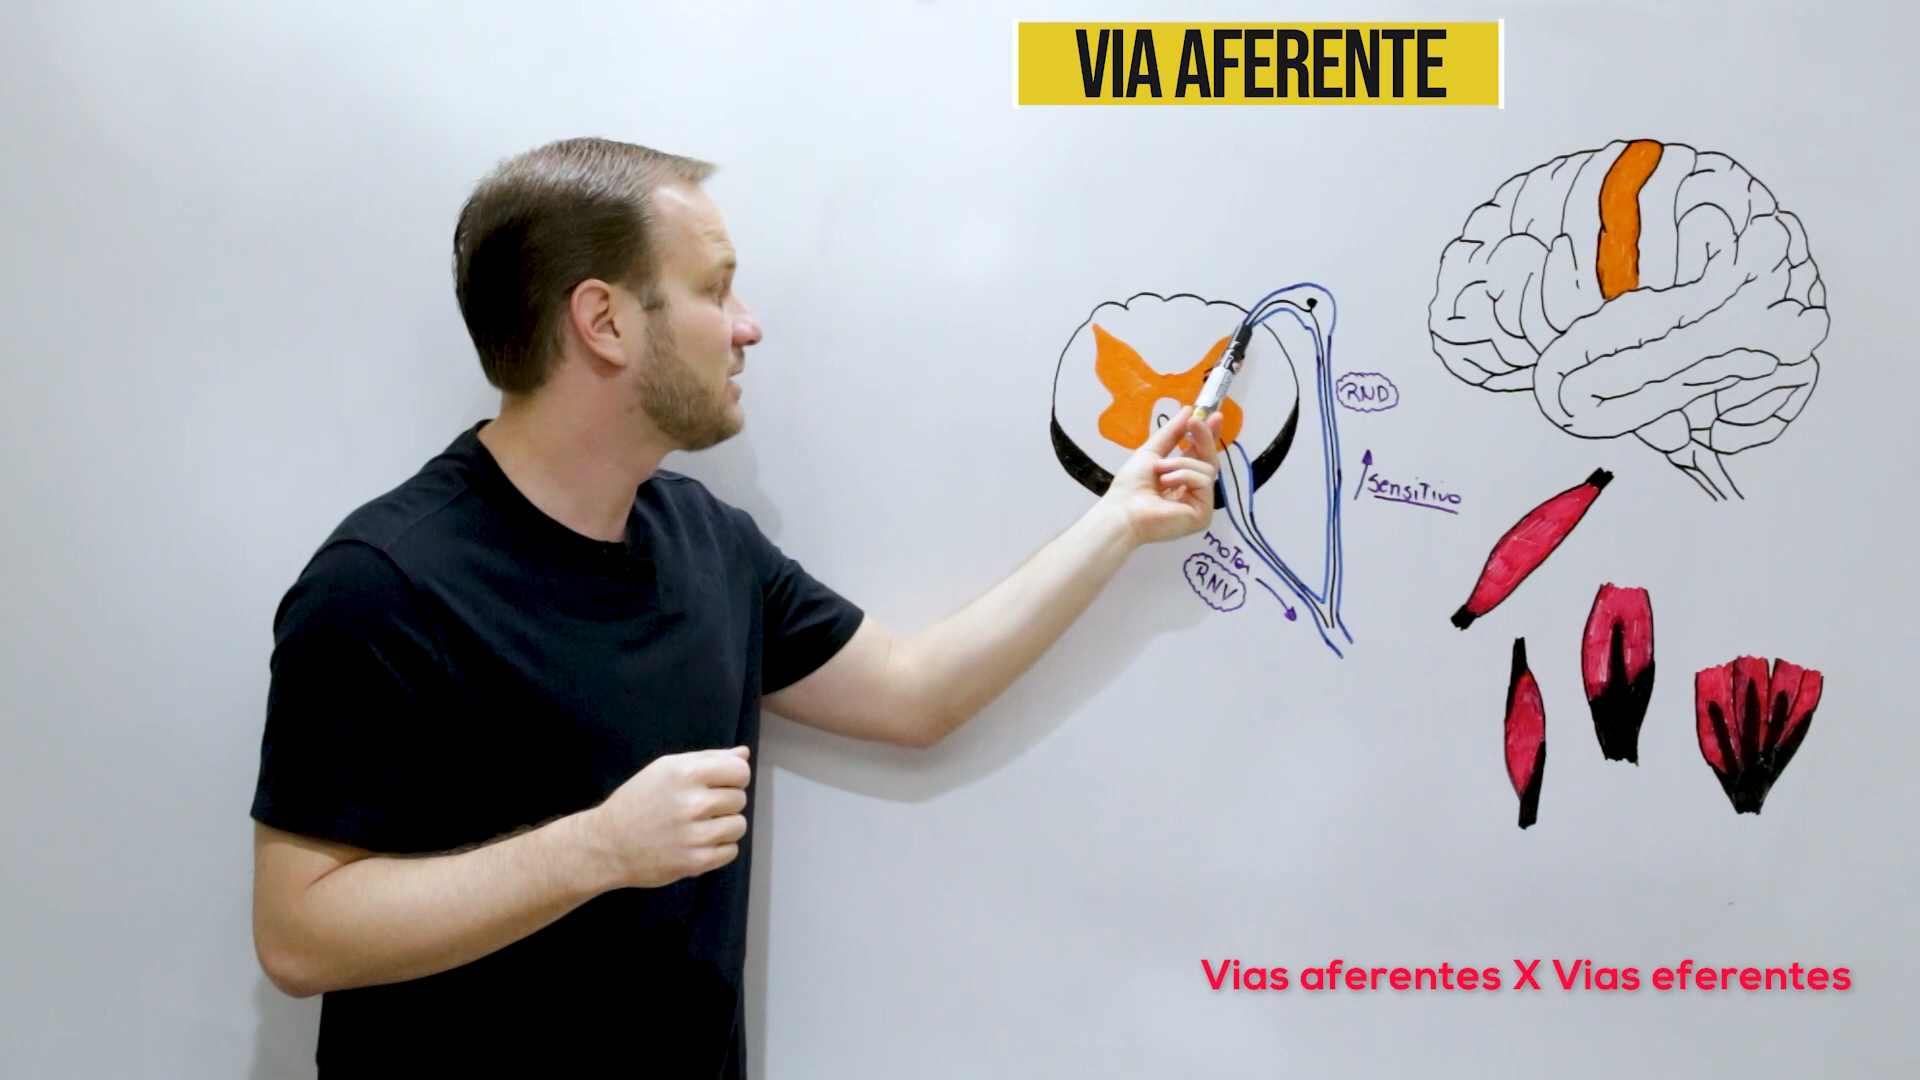 VIA AFERENTE
RND
sensitivo
motor
RNV
Vias aferentes X Vias eferentes